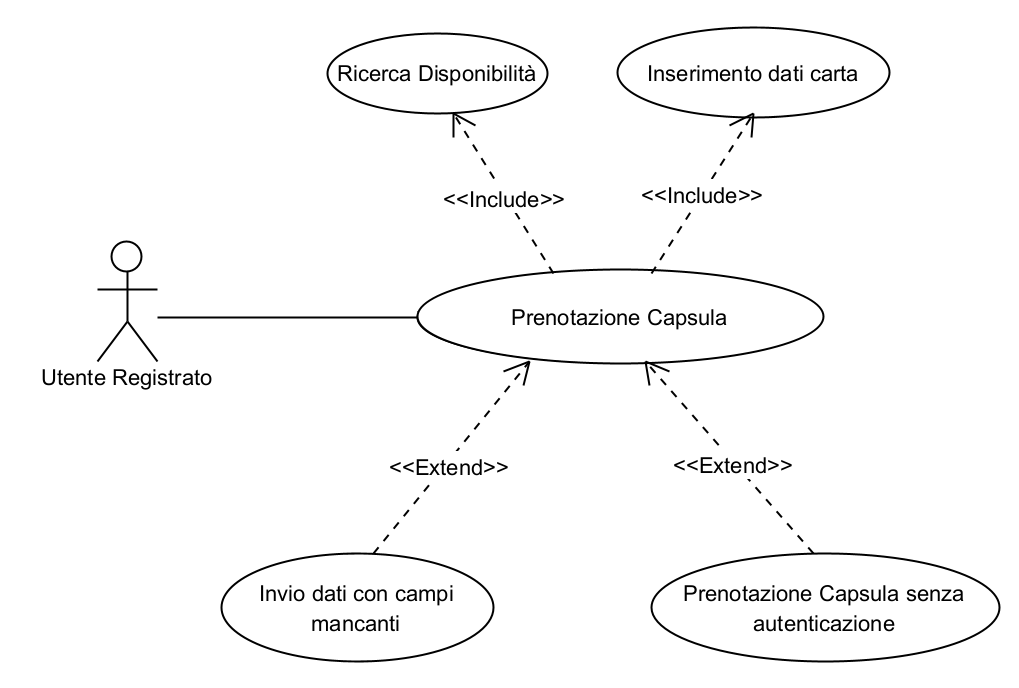 Ricerca Disponibilità
Inserimento dati carta
<<Include>>
<<Include>>
Prenotazione Capsula
Utente Registrato
<<Extend>>
<<Extend>>
Invio dati con campi
mancanti
Prenotazione Capsula senza
autenticazione